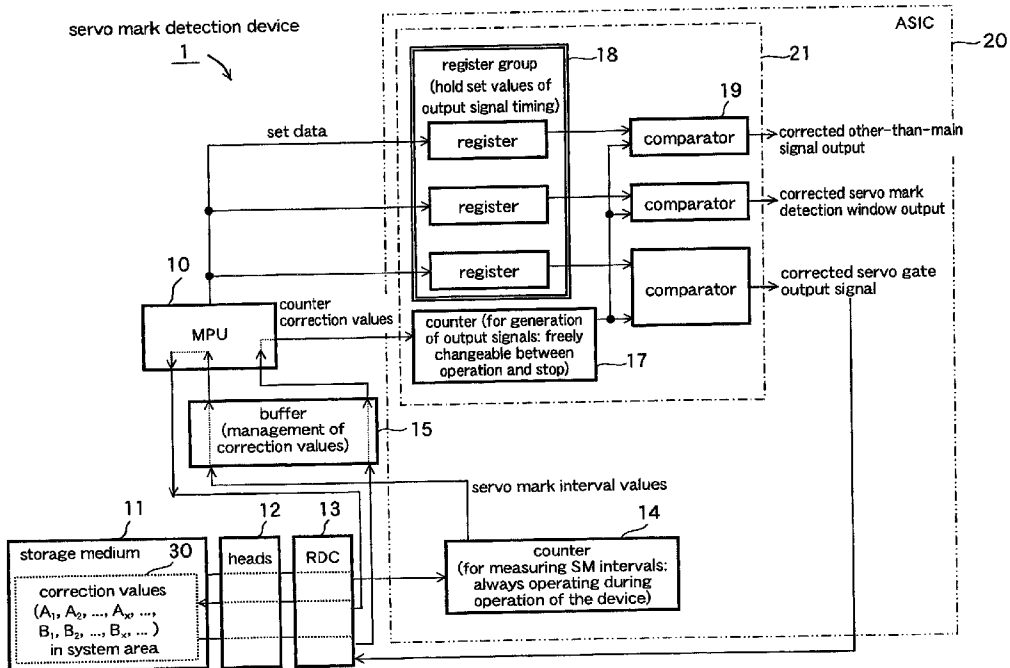 servo mark detection device
1
ASIC
20
21
18
register group
(hold set values of
output signal timing)
19
set data
register
comparator
corrected other-than-main
signal output
register
comparator
corrected servo mark
detection window output
register
comparator
corrected servo gate
output signal
10
MPU
counter
correction values
counter (for generation
of output signals: freely
changeable between
operation and stop)
17
buffer
(management of
correction values)
15
servo mark interval values
11
12
13
14
storage medium
30
heads
RDC
counter
(for measuring SM intervals:
always operating during
operation of the device)
correction values
(A1, A2, ..., Ax, ...,
B1, B2, ..., Bx, ... )
in system area